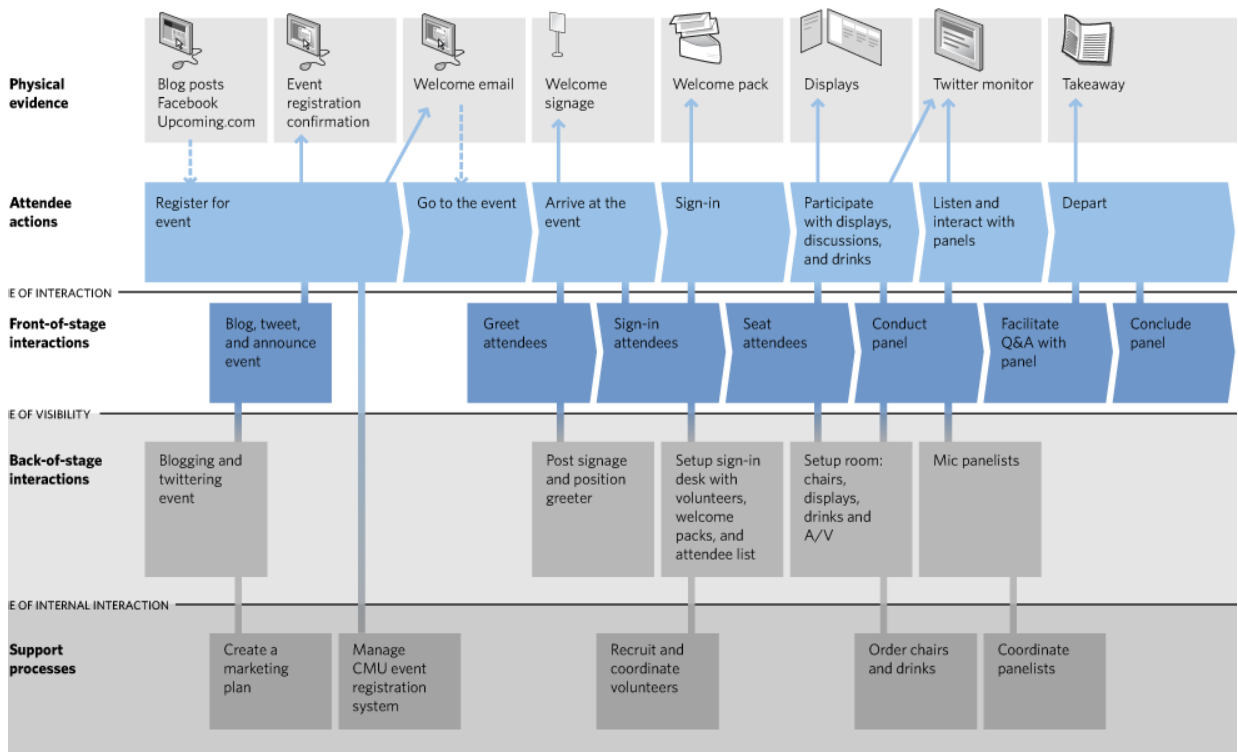 Physical
evidence
Blog posts
Facebook
Upcoming.com
Event
registration
confirmation
Welcome email
Welcome
signage
Welcome pack
Displays
Twitter monitor
Takeaway
Attendee
actions
Register for
event
Go to the event
Arrive at the
event
Sign-in
Participate
with displays,
discussions,
and drinks
Listen and
interact with
panels
Depart
E OF INTERACTION
Front-of-stage
interactions
Blog, tweet,
and announce
event
Greet
attendees
Sign-in
attendees
Seat
attendees
Conduct
panel
Facilitate
Q&A with
panel
Conclude
panel
E OF VISIBILITY
Back-of-stage
interactions
Blogging and
twittering
event
Post signage
and position
greeter
Setup sign-in
desk with
volunteers,
welcome
packs, and
attendee list
Setup room:
chairs,
displays,
drinks and
A/V
Mic panelists
E OF INTERNAL INTERACTION
Support
processes
Create a
marketing
plan
Manage
CMU event
registration
system
Recruit and
coordinate
volunteers
Order chairs
and drinks
Coordinate
panelists